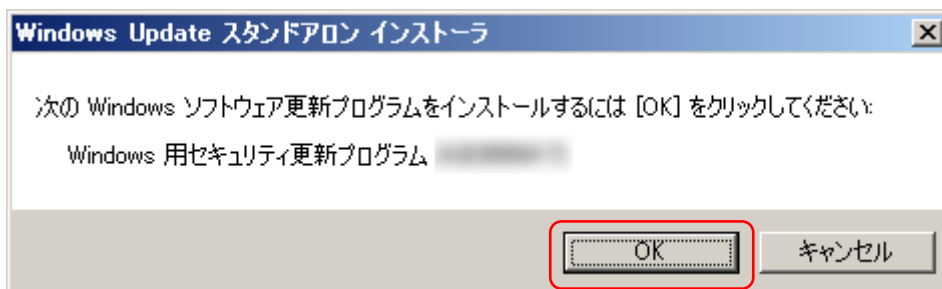 Windows Update スタンドアロン インストーラ
次の Windows ソフトウェア更新プログラムをインストールするには [OK] をクリックしてください:
Windows 用セキュリティ更新プログラム
OK
キャンセル